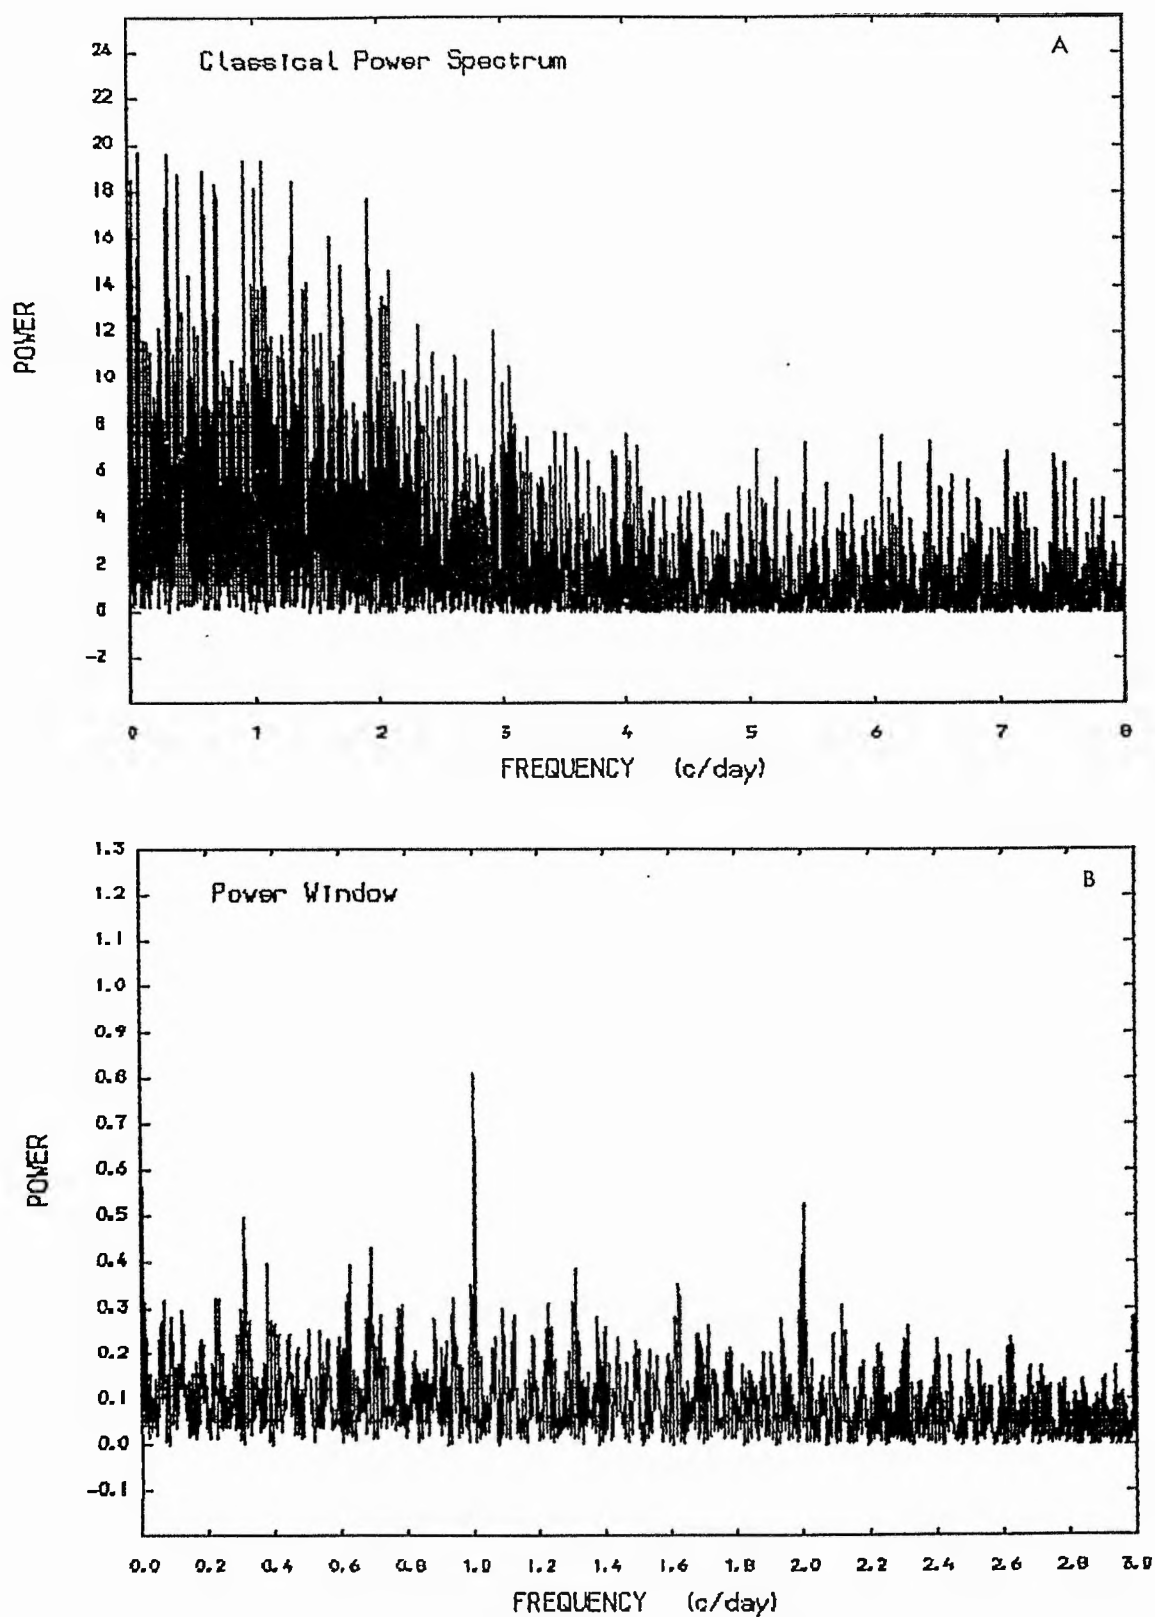 A
Classical Power Spectrum
24
22
20
18
16
14
12
10
8
6
4
2
0
-2
POWER
0 1 2 3 4 5 6 7 8
FREQUENCY (c/day)
B
Power Window
1.3
1.2
1.1
1.0
0.9
0.8
0.7
0.6
0.5
0.4
0.3
0.2
0.1
0.0
-0.1
POWER
0.0 0.2 0.4 0.6 0.8 1.0 1.2 1.4 1.6 1.8 2.0 2.2 2.4 2.6 2.8 3.0
FREQUENCY (c/day)